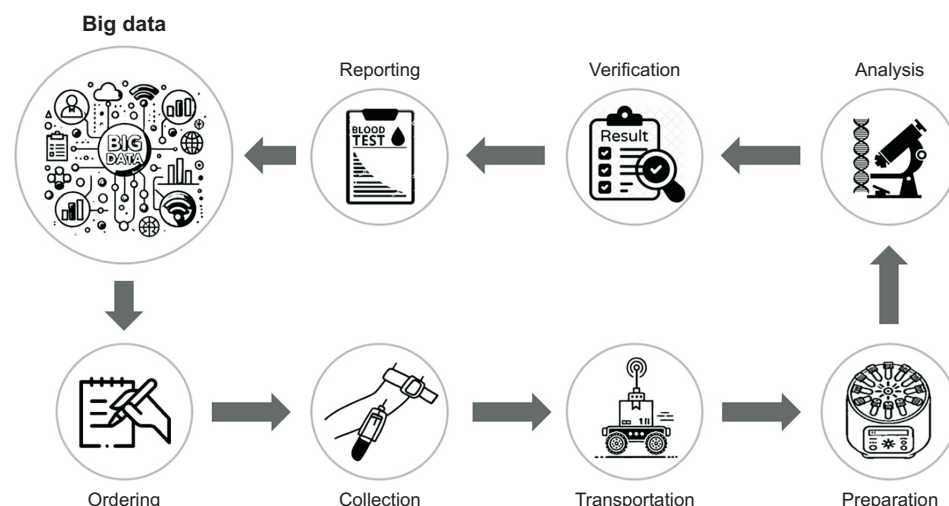 Big data
Reporting
Verification
Analysis
BIG
DATA
BLOOD
TEST
Result
Ordering
Collection
Transportation
Preparation